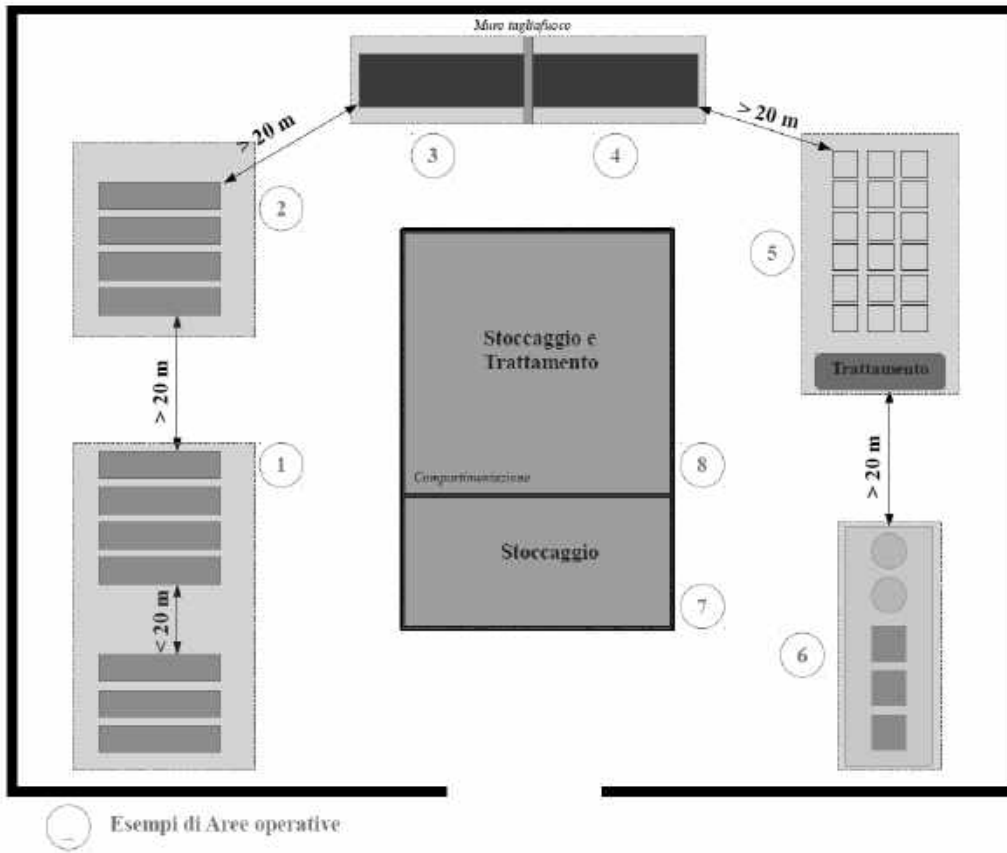 Muro tagliafuoco
> 20 m
> 20 m
3
4
2
5
Stoccaggio e
Trattamento
Trattamento
> 20 m
> 20 m
1
8
Compartimentazione
Stoccaggio
7
< 20 m
6
Esempi di Aree operative